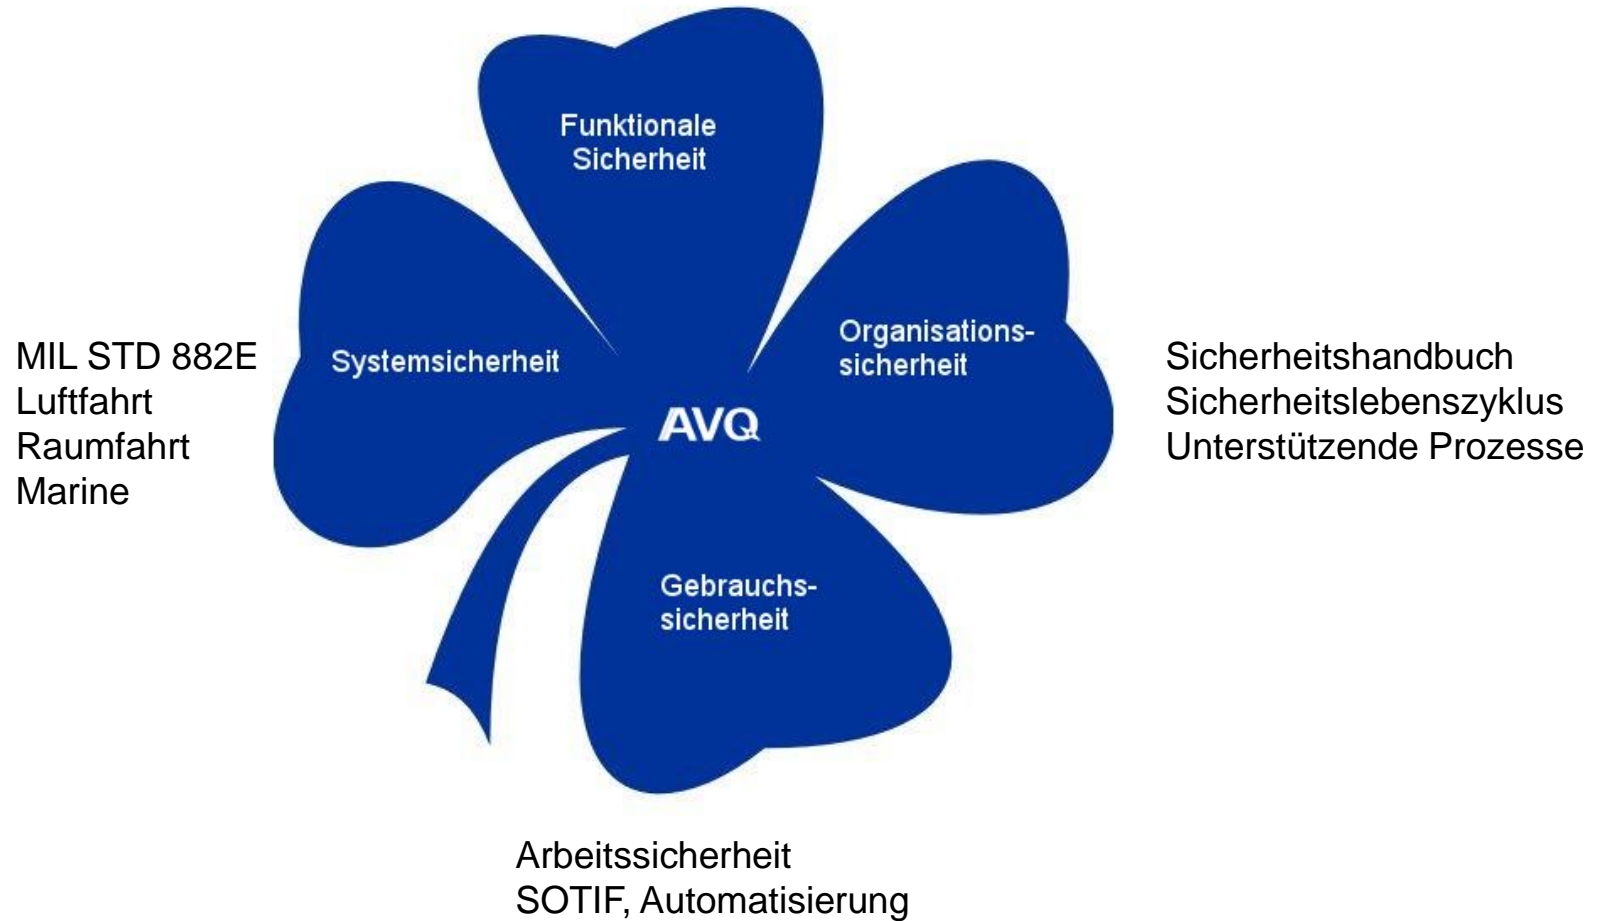 Funktionale
Sicherheit
Organisations-
sicherheit
Systemsicherheit
MIL STD 882E
Luftfahrt
Raumfahrt
Marine
Sicherheitshandbuch
Sicherheitslebenszyklus
Unterstützende Prozesse
AVQ
Gebrauchs-
sicherheit
Arbeitssicherheit
SOTIF, Automatisierung